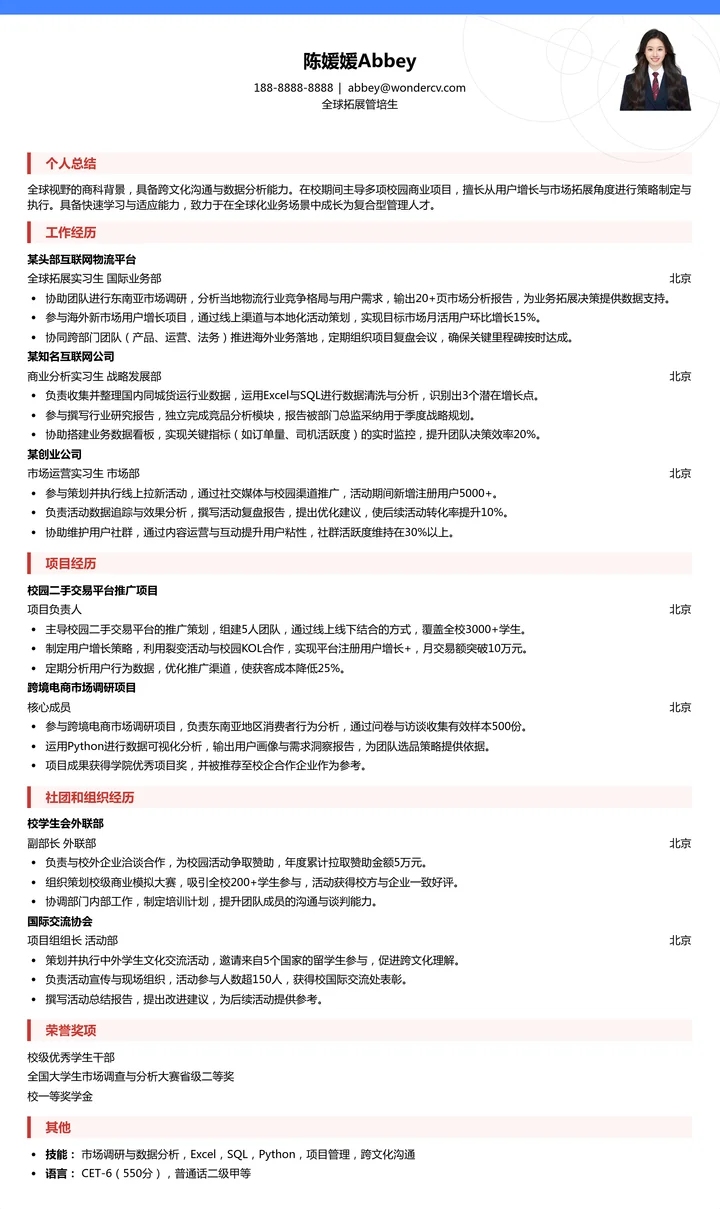 陈媛媛Abbey
188-8888-8888 | abbey@wondercv.com
全球拓展管培生
个人总结
全球视野的商科背景，具备跨文化沟通与数据分析能力。在校期间主导多项校园商业项目，擅长从用户增长与市场拓展角度进行策略制定与
执行。具备快速学习与适应能力，致力于在全球化业务场景中成长为复合型管理人才。
工作经历
某头部互联网物流平台
全球拓展实习生 国际业务部 北京
• 协助团队进行东南亚市场调研，分析当地物流行业竞争格局与用户需求，输出20+页市场分析报告，为业务拓展决策提供数据支持。
• 参与海外新市场用户增长项目，通过线上渠道与本地化活动策划，实现目标市场月活用户环比增长15%。
• 协同跨部门团队（产品、运营、法务）推进海外业务落地，定期组织项目复盘会议，确保关键里程碑按时达成。
某知名互联网公司
商业分析实习生 战略发展部 北京
• 负责收集并整理国内同城货运行业数据，运用Excel与SQL进行数据清洗与分析，识别出3个潜在增长点。
• 参与撰写行业研究报告，独立完成竞品分析模块，报告被部门总监采纳用于季度战略规划。
• 协助搭建业务数据看板，实现关键指标（如订单量、司机活跃度）的实时监控，提升团队决策效率20%。
某创业公司
市场运营实习生 市场部 北京
• 参与策划并执行线上拉新活动，通过社交媒体与校园渠道推广，活动期间新增注册用户5000+。
• 负责活动数据追踪与效果分析，撰写活动复盘报告，提出优化建议，使后续活动转化率提升10%。
• 协助维护用户社群，通过内容运营与互动提升用户粘性，社群活跃度维持在30%以上。
项目经历
校园二手交易平台推广项目
项目负责人 北京
• 主导校园二手交易平台的推广策划，组建5人团队，通过线上线下结合的方式，覆盖全校3000+学生。
• 制定用户增长策略，利用裂变活动与校园KOL合作，实现平台注册用户增长+，月交易额突破10万元。
• 定期分析用户行为数据，优化推广渠道，使获客成本降低25%。
跨境电商市场调研项目
核心成员 北京
• 参与跨境电商市场调研项目，负责东南亚地区消费者行为分析，通过问卷与访谈收集有效样本500份。
• 运用Python进行数据可视化分析，输出用户画像与需求洞察报告，为团队选品策略提供依据。
• 项目成果获得学院优秀项目奖，并被推荐至校企合作企业作为参考。
社团和组织经历
校学生会外联部
副部长 外联部 北京
• 负责与校外企业洽谈合作，为校园活动争取赞助，年度累计拉取赞助金额5万元。
• 组织策划校级商业模拟大赛，吸引全校200+学生参与，活动获得校方与企业一致好评。
• 协调部门内部工作，制定培训计划，提升团队成员的沟通与谈判能力。
国际交流协会
项目组组长 活动部 北京
• 策划并执行中外学生文化交流活动，邀请来自5个国家的留学生参与，促进跨文化理解。
• 负责活动宣传与现场组织，活动参与人数超150人，获得校国际交流处表彰。
• 撰写活动总结报告，提出改进建议，为后续活动提供参考。
荣誉奖项
校级优秀学生干部
全国大学生市场调查与分析大赛省级二等奖
校一等奖学金
其他
• 技能： 市场调研与数据分析，Excel，SQL，Python，项目管理，跨文化沟通
• 语言： CET-6（550分），普通话二级甲等